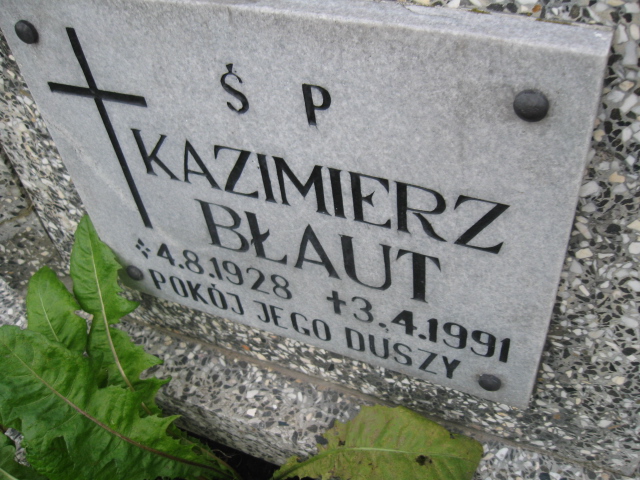 Ś P
KAZIMIERZ
BŁAUT
* 4.8.1928 +3.4.1991
POKÓJ JEGO DUSZY